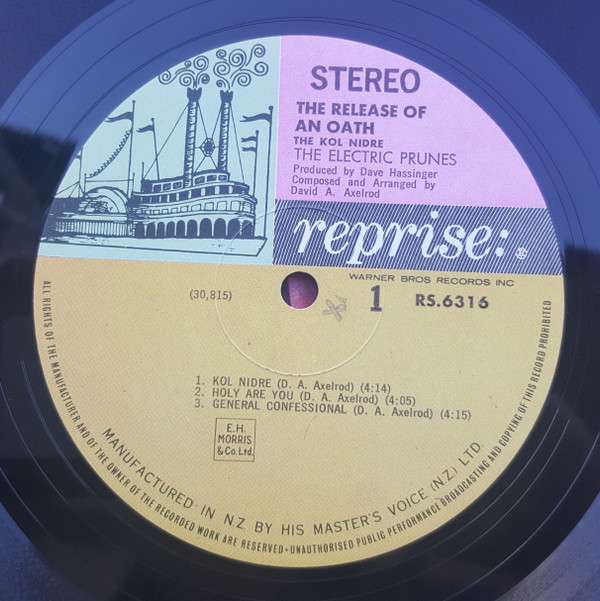 STEREO
THE RELEASE OF
AN OATH
THE KOL NIDRE
THE ELECTRIC PRUNES
Produced by Dave Hassinger
Composed and Arranged by
David A. Axelrod
reprise:®
WARNER BROS RECORDS INC
(30,815)
1 RS.6316
1. KOL NIDRE (D. A. Axelrod) (4:14)
2. HOLY ARE YOU (D. A. Axelrod) (4:05)
3. GENERAL CONFESSIONAL (D. A. Axelrod) (4:15)
E.H.
MORRIS
& Co. Ltd.
MANUFACTURED IN N.Z. BY HIS MASTER'S VOICE (N.Z.) LTD.
ALL RIGHTS OF THE MANUFACTURER AND OF THE OWNER OF THE RECORDED WORK ARE RESERVED • UNAUTHORISED PUBLIC PERFORMANCE BROADCASTING AND COPYING OF THIS RECORD PROHIBITED